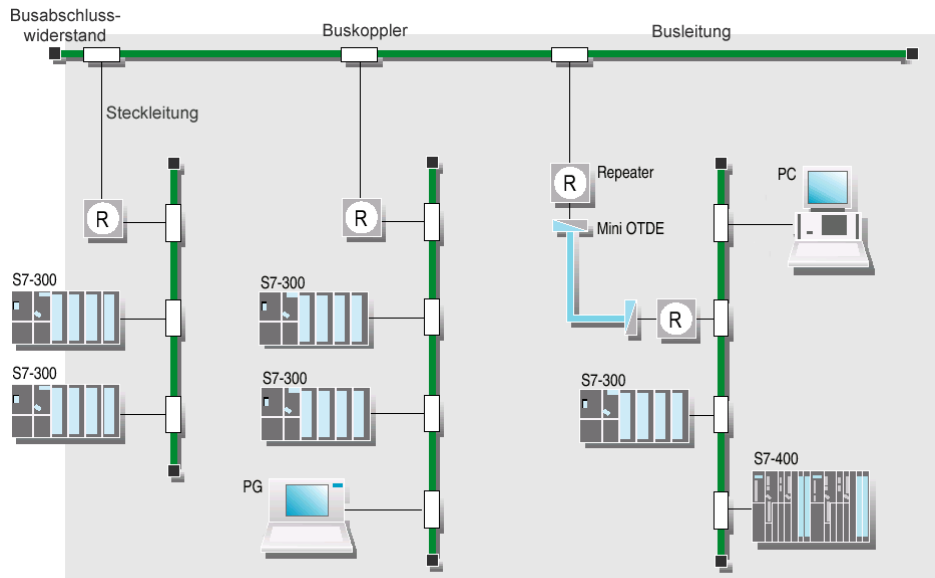 Busabschluss-
widerstand
Buskoppler
Busleitung
Steckleitung
R
R
R
Repeater
Mini OTDE
R
PC
S7-300
S7-300
S7-300
S7-300
S7-300
PG
S7-400